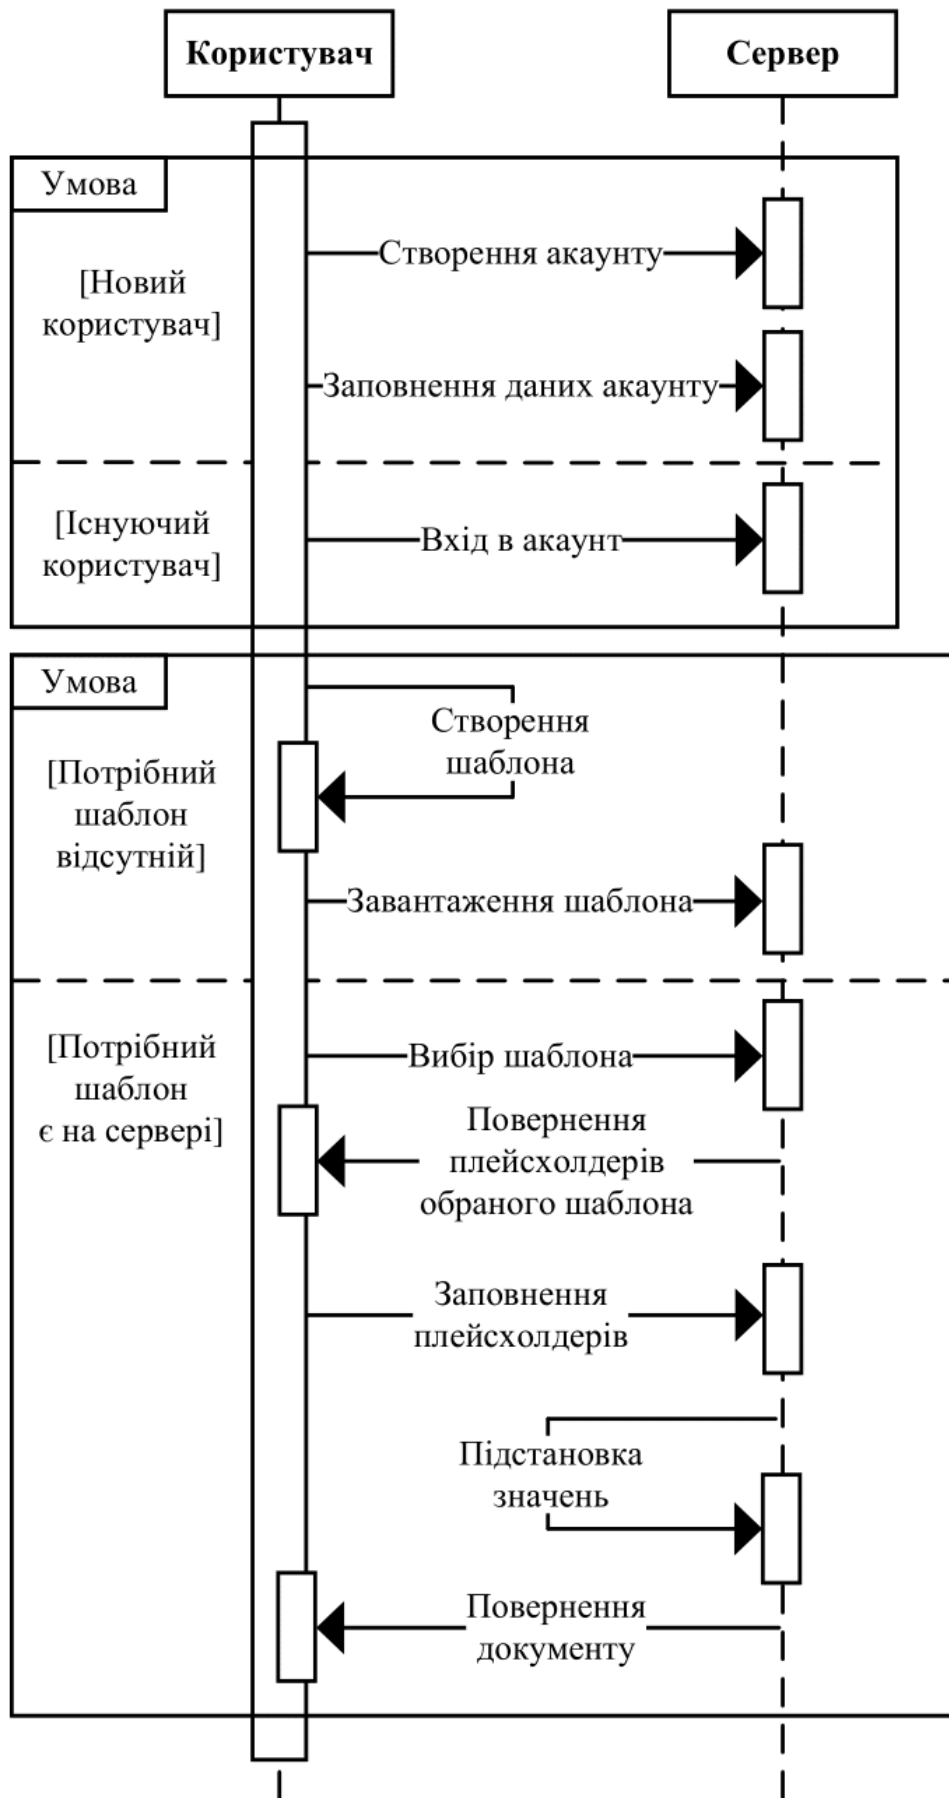 Користувач
Сервер
Умова
Створення акаунту
[Новий
користувач]
Заповнення даних акаунту
[Існуючий
користувач]
Вхід в акаунт
Умова
Створення
шаблона
[Потрібний
шаблон
відсутній]
Завантаження шаблона
[Потрібний
шаблон
є на сервері]
Вибір шаблона
Повернення
плейсхолдерів
обраного шаблона
Заповнення
плейсхолдерів
Підстановка
значень
Повернення
документу